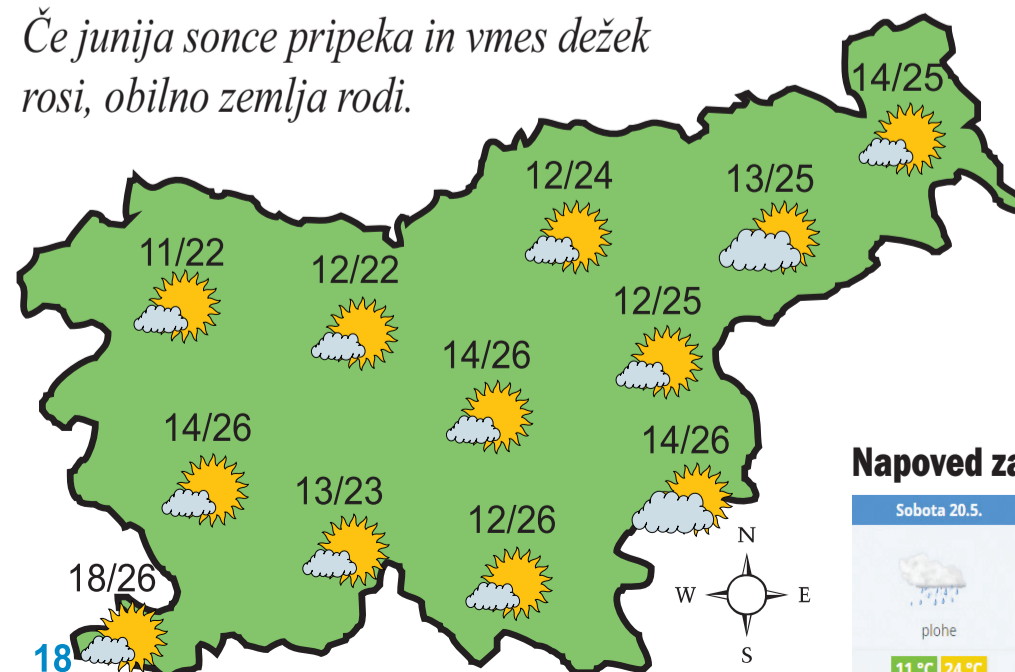 Če junija sonce pripeka in vmes dežek
rosi, obilno zemlja rodi.
14/25
12/24
13/25
11/22
12/22
12/25
14/26
14/26
14/26
13/23
12/26
18/26
N
W
E
S
18
Napoved za
Sobota 20.5.
plohe
11 °C 24 °C